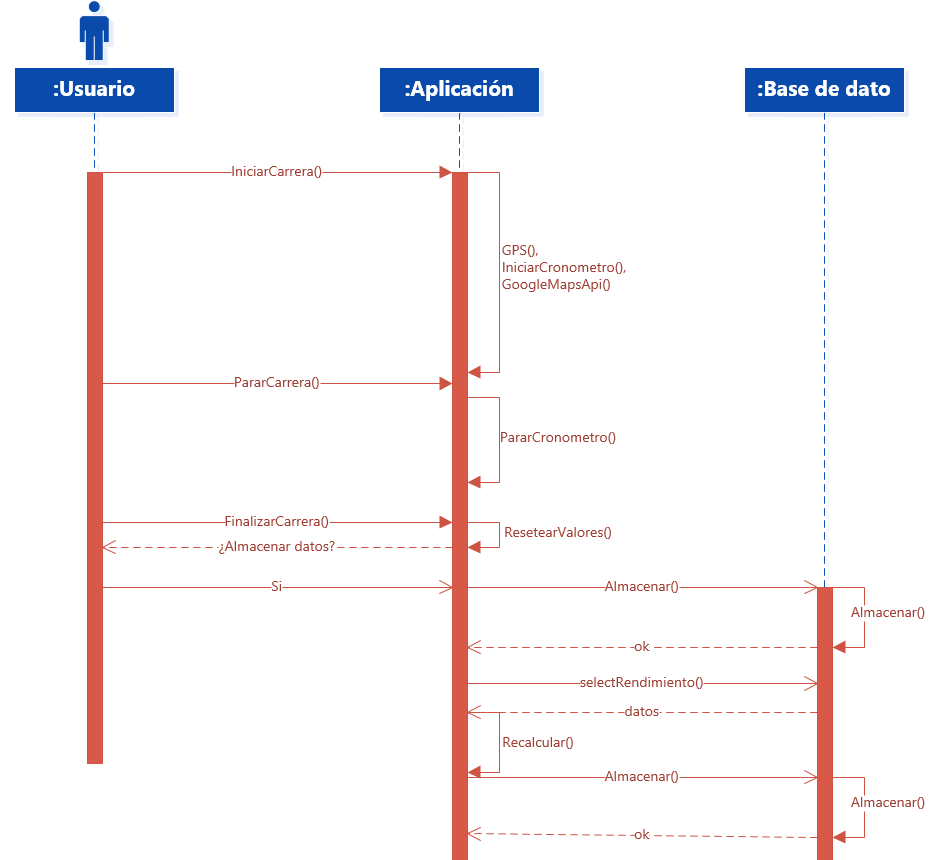 :Usuario
:Aplicación
:Base de dato
IniciarCarrera()
GPS(),
IniciarCronometro(),
GoogleMapsApi()
PararCarrera()
PararCronometro()
FinalizarCarrera()
ResetearValores()
¿Almacenar datos?
Si
Almacenar()
Almacenar()
ok
selectRendimiento()
datos
Recalcular()
Almacenar()
Almacenar()
ok